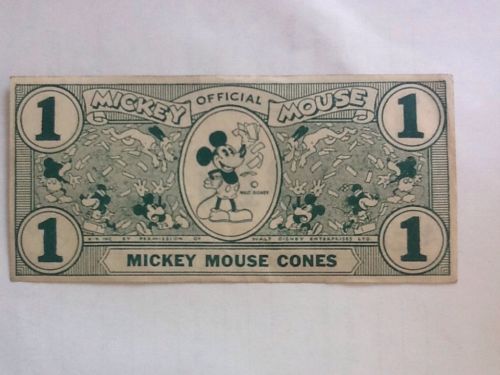 1 MICKEY OFFICIAL MOUSE 1
© WALT DISNEY
1 BY PERMISSION OF WALT DISNEY ENTERPRISES LTD. 1
MICKEY MOUSE CONES